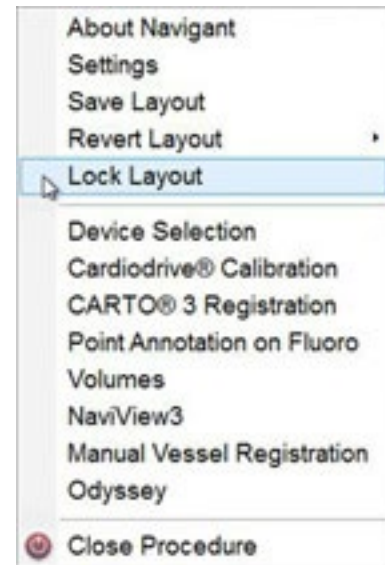 About Navigant
Settings
Save Layout
Revert Layout
Lock Layout
Device Selection
Cardiodrive® Calibration
CARTO® 3 Registration
Point Annotation on Fluoro
Volumes
NaviView3
Manual Vessel Registration
Odyssey
Close Procedure